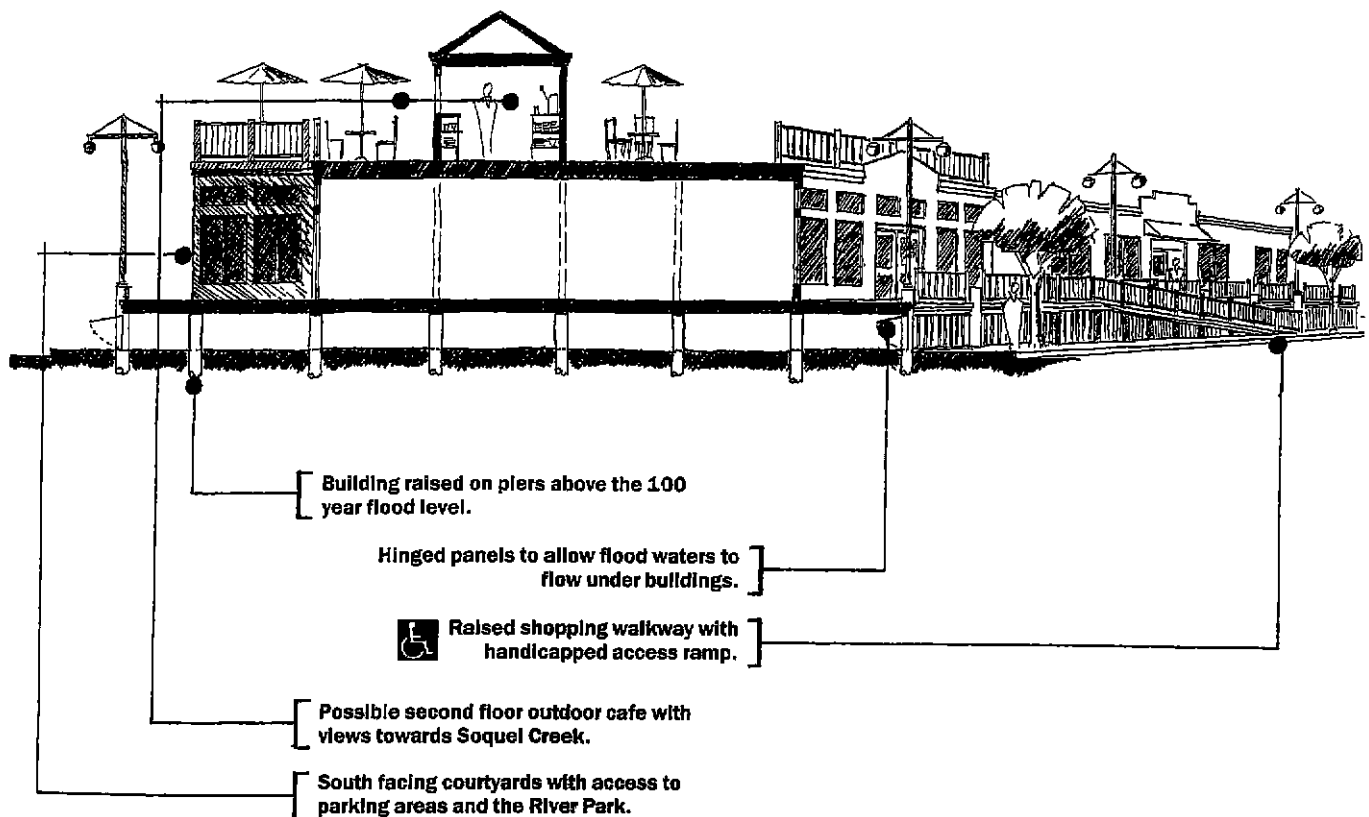 Building raised on piers above the 100
year flood level.
Hinged panels to allow flood waters to
flow under buildings.
Raised shopping walkway with
handicapped access ramp.
Possible second floor outdoor cafe with
views towards Soquel Creek.
South facing courtyards with access to
parking areas and the River Park.